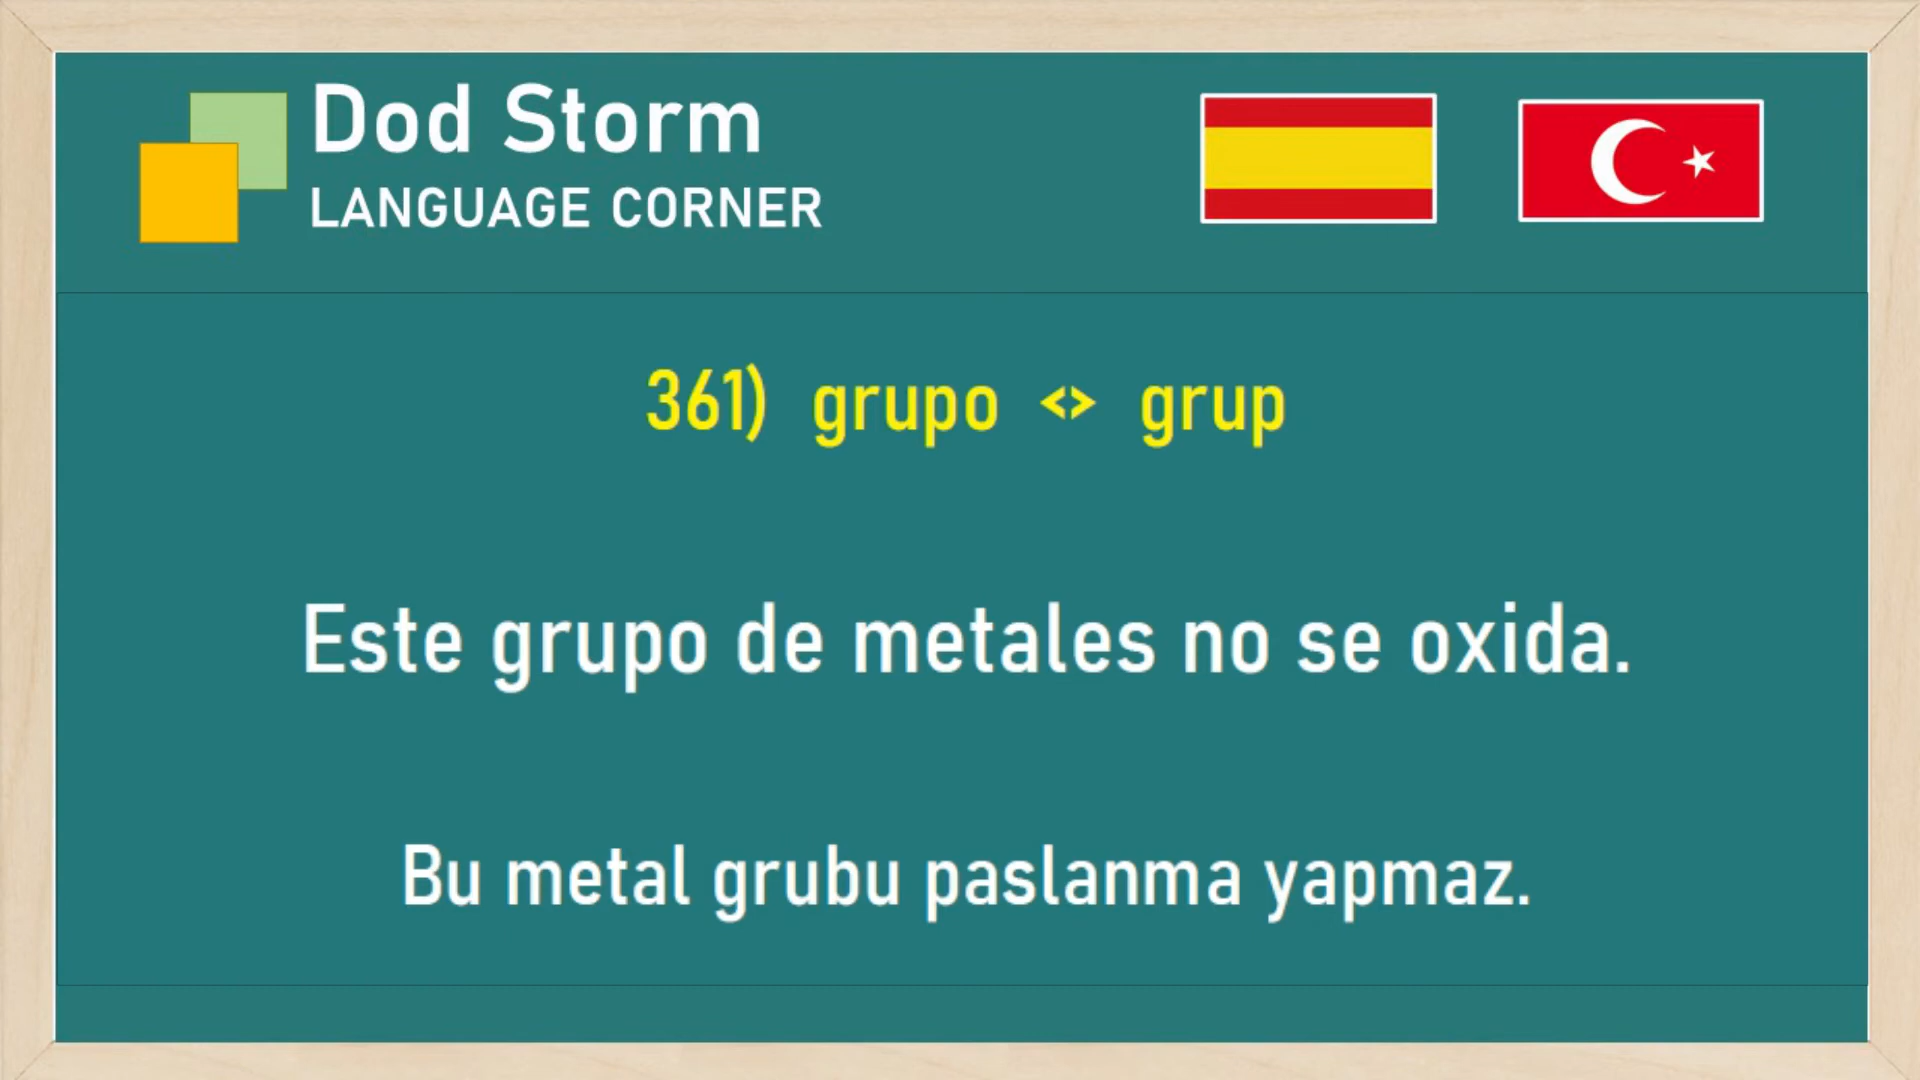 Dod Storm
LANGUAGE CORNER
361) grupo <> grup
Este grupo de metales no se oxida.
Bu metal grubu paslanma yapmaz.